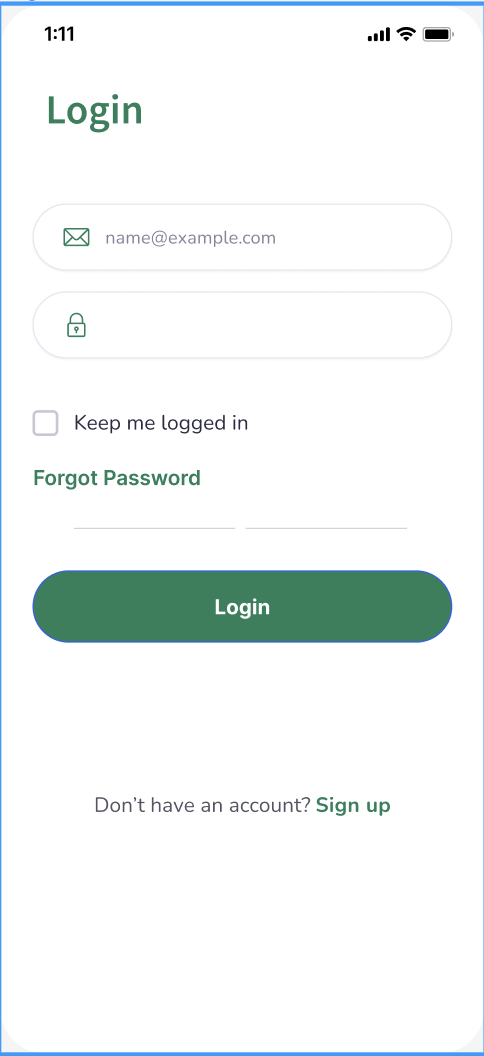 1:11
Login
name@example.com
Keep me logged in
Forgot Password
Login
Don’t have an account? Sign up